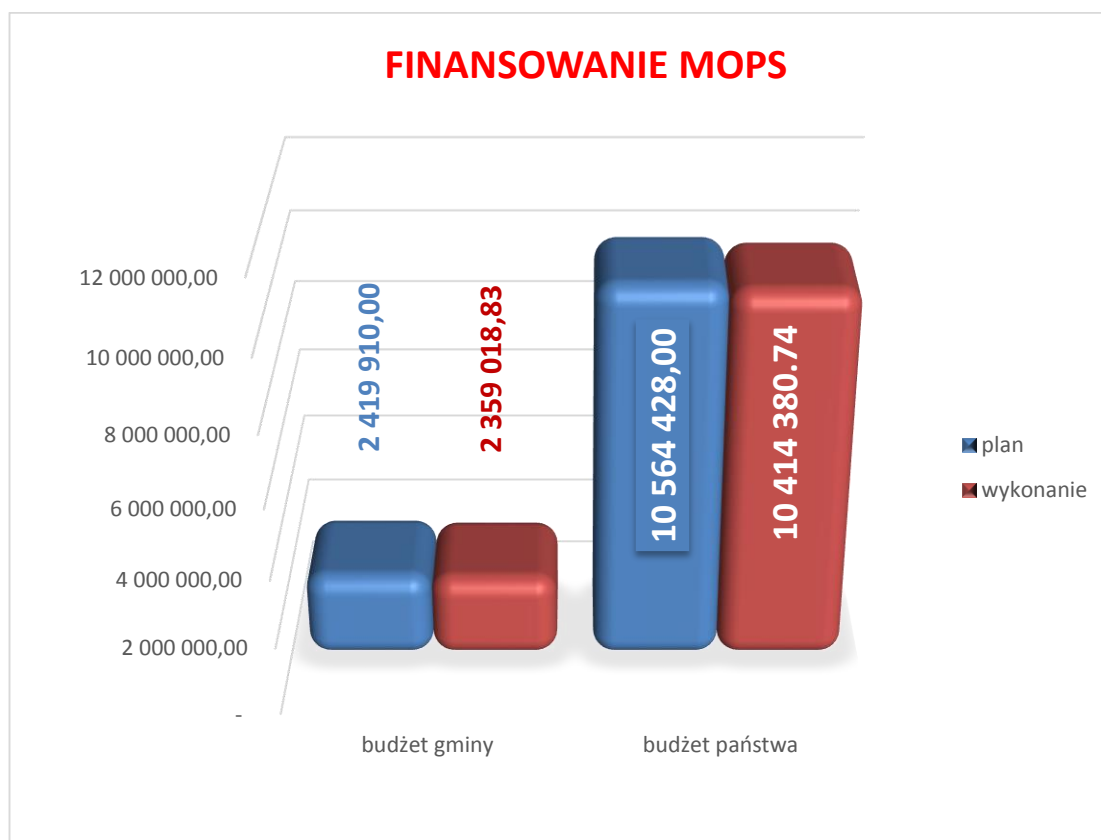 FINANSOWANIE MOPS
12 000 000,00
10 000 000,00
8 000 000,00
6 000 000,00
4 000 000,00
2 000 000,00
-
2 419 910,00
2 359 018,83
10 564 428,00
10 414 380.74
budżet gminy
budżet państwa
plan
wykonanie